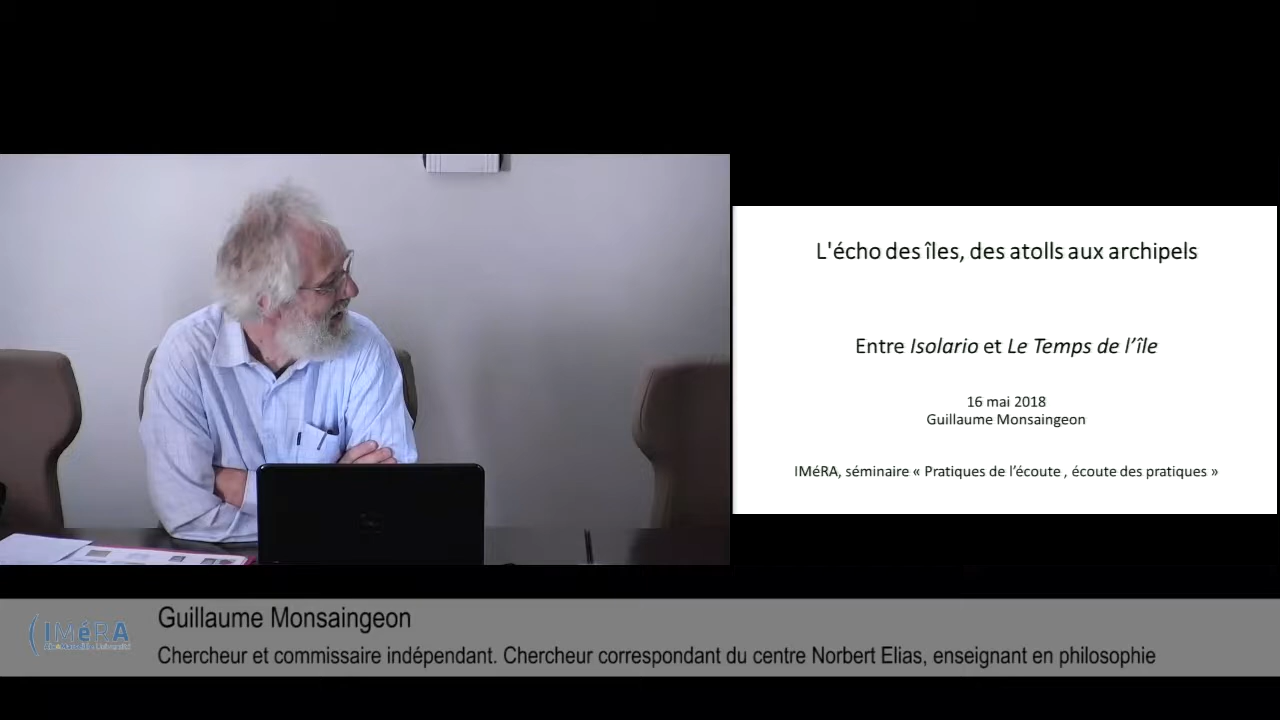 L'écho des îles, des atolls aux archipels
Entre Isolario et Le Temps de l’île
16 mai 2018
Guillaume Monsaingeon
IMéRA, séminaire « Pratiques de l’écoute , écoute des pratiques »
IMéRA
Guillaume Monsaingeon
Chercheur et commissaire indépendant. Chercheur correspondant du centre Norbert Elias, enseignant en philosophie